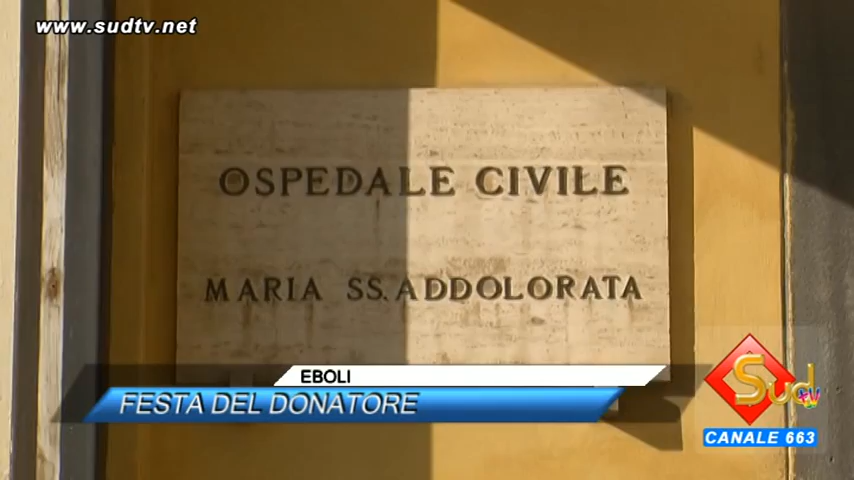 www.sudtv.net
OSPEDALE CIVILE
MARIA SS. ADDOLORATA
EBOLI
FESTA DEL DONATORE
Sud tv
CANALE 663